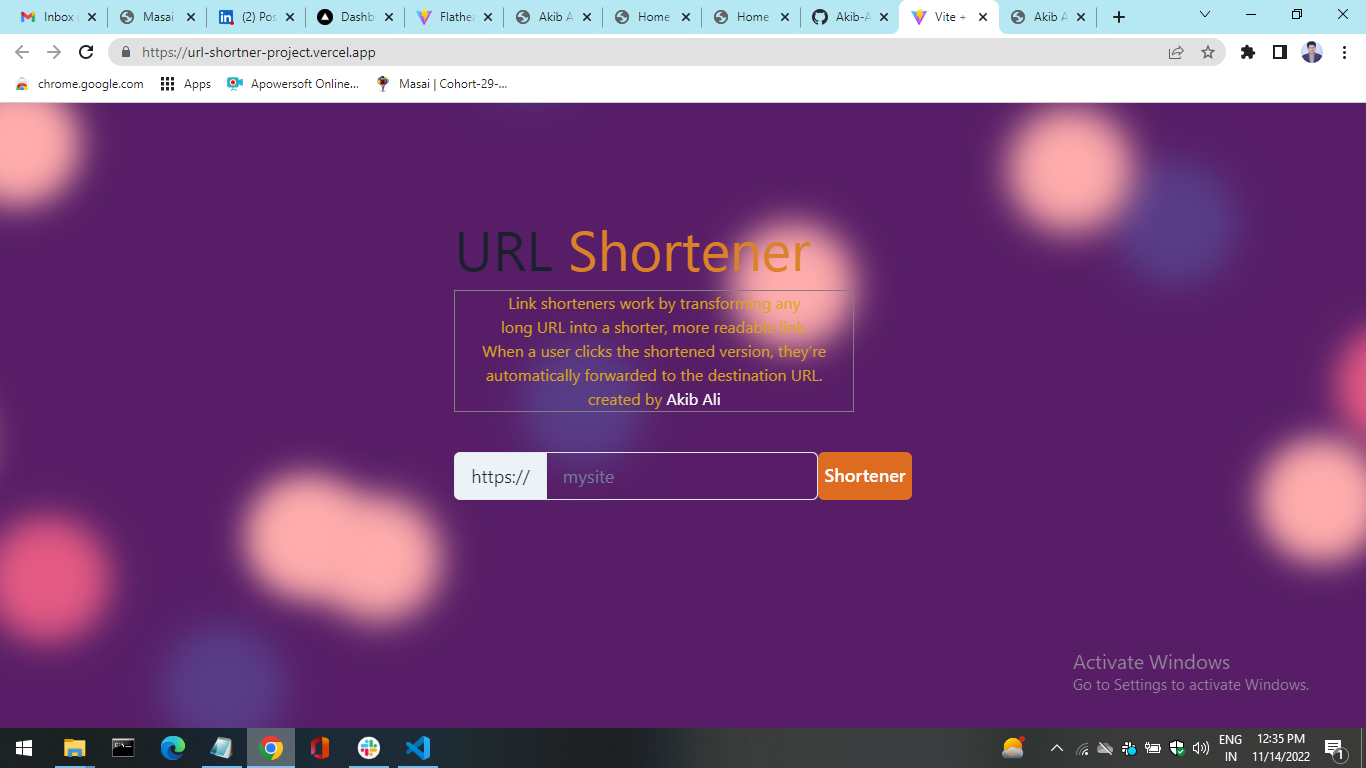 Inbox
Masai
(2) Pos
Dashb
Flathe
Akib A
Home
Home
Akib-A
Vite +
Akib A
https://url-shortner-project.vercel.app
chrome.google.com
Apps
Apowersoft Online...
Masai | Cohort-29-...
URL Shortener
Link shorteners work by transforming any
long URL into a shorter, more readable link.
When a user clicks the shortened version, they're
automatically forwarded to the destination URL.
created by Akib Ali
https://
mysite
Shortener
Activate Windows
Go to Settings to activate Windows.
ENG
IN
12:35 PM
11/14/2022
1